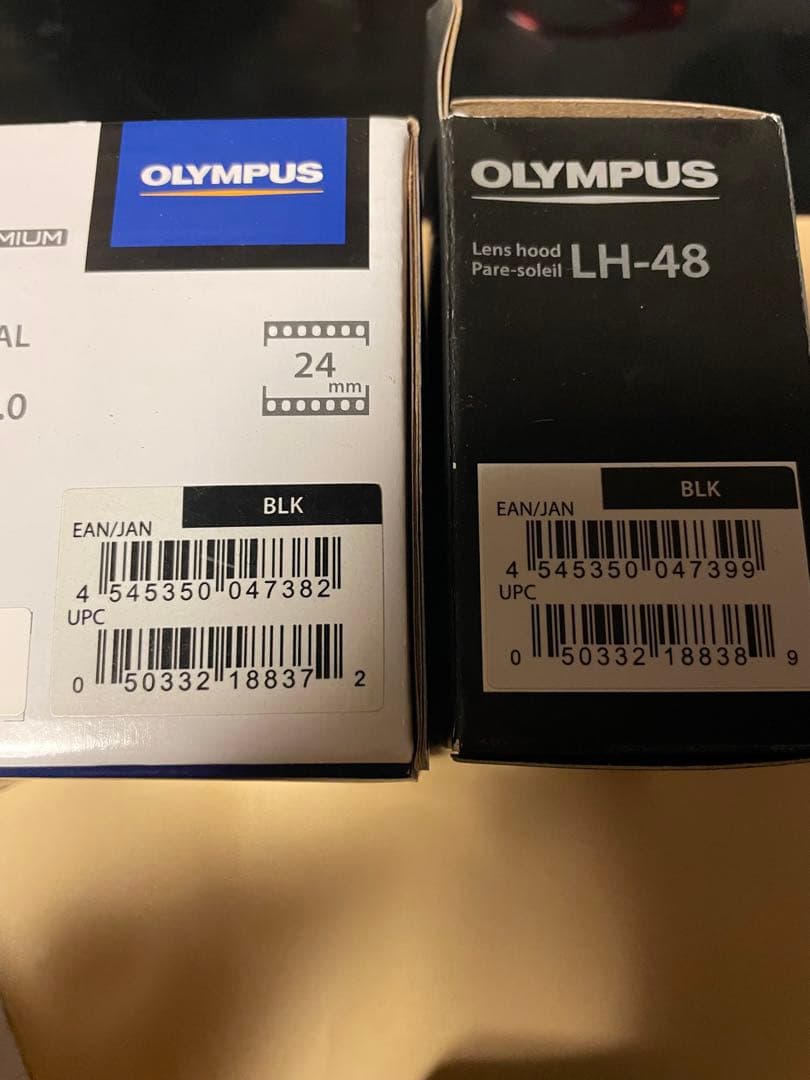 OLYMPUS
MIUM
AL
24
mm
.0
BLK
EAN/JAN
4 545350 047382
UPC
0 50332 18837 2
OLYMPUS
Lens hood
Pare-soleil LH-48
BLK
EAN/JAN
4 545350 047399
UPC
0 50332 18838 9